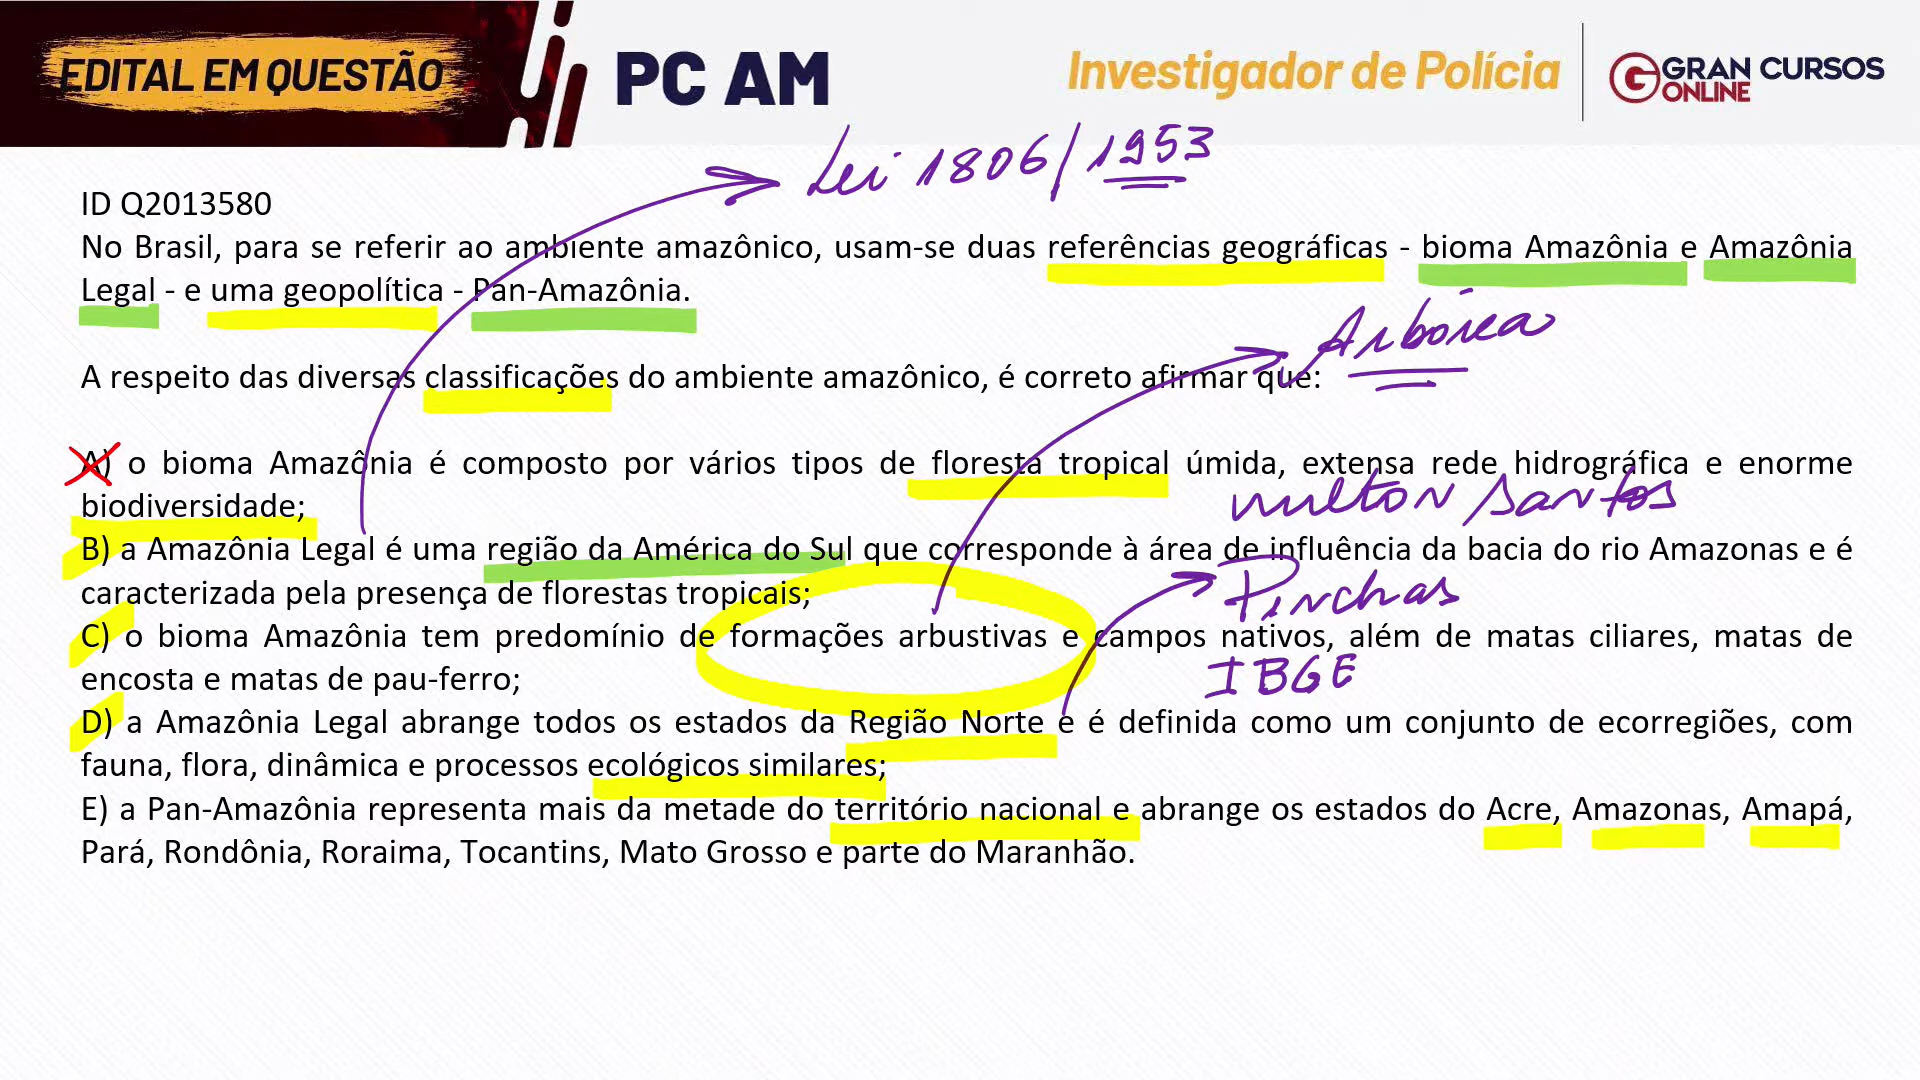 EDITAL EM QUESTÃO
PC AM
Investigador de Polícia
GRAN CURSOS
ONLINE
Lei 1806/1953
ID Q2013580
No Brasil, para se referir ao ambiente amazônico, usam-se duas referências geográficas - bioma Amazônia e Amazônia
Legal - e uma geopolítica - Pan-Amazônia.
Arbórea
A respeito das diversas classificações do ambiente amazônico, é correto afirmar que:
A) o bioma Amazônia é composto por vários tipos de floresta tropical úmida, extensa rede hidrográfica e enorme
biodiversidade;
milton santos
B) a Amazônia Legal é uma região da América do Sul que corresponde à área de influência da bacia do rio Amazonas e é
caracterizada pela presença de florestas tropicais;
Pinchas
C) o bioma Amazônia tem predomínio de formações arbustivas e campos nativos, além de matas ciliares, matas de
encosta e matas de pau-ferro;
IBGE
D) a Amazônia Legal abrange todos os estados da Região Norte e é definida como um conjunto de ecorregiões, com
fauna, flora, dinâmica e processos ecológicos similares;
E) a Pan-Amazônia representa mais da metade do território nacional e abrange os estados do Acre, Amazonas, Amapá,
Pará, Rondônia, Roraima, Tocantins, Mato Grosso e parte do Maranhão.